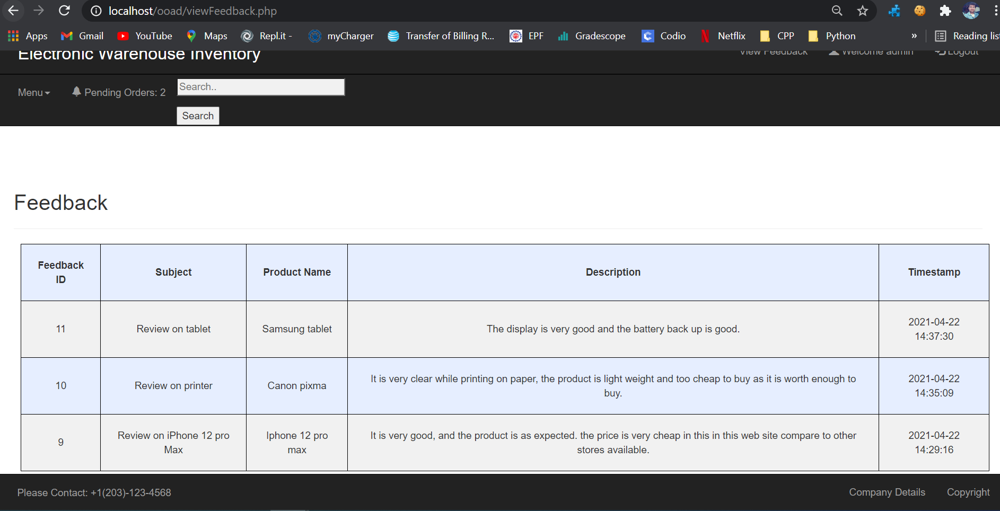 localhost/ooad/viewFeedback.php
Apps Gmail YouTube Maps Repl.it - myCharger Transfer of Billing R... EPF Gradescope Codio Netflix CPP Python » Reading list
Electronic Warehouse Inventory View Feedback Welcome admin Logout
Menu Pending Orders: 2 Search..
Search
Feedback
Feedback
ID
Subject
Product Name
Description
Timestamp
11
Review on tablet
Samsung tablet
The display is very good and the battery back up is good.
2021-04-22
14:37:30
10
Review on printer
Canon pixma
It is very clear while printing on paper, the product is light weight and too cheap to buy as it is worth enough to
buy.
2021-04-22
14:35:09
9
Review on iPhone 12 pro
Max
Iphone 12 pro
max
It is very good, and the product is as expected. the price is very cheap in this in this web site compare to other
stores available.
2021-04-22
14:29:16
Please Contact: +1(203)-123-4568 Company Details Copyright